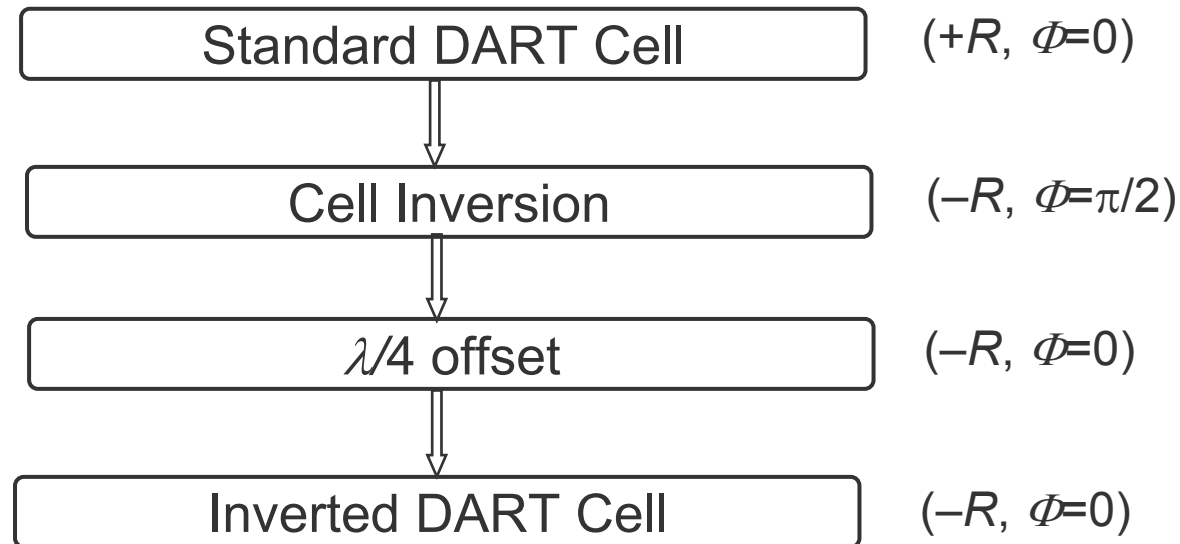 Standard DART Cell (+R, Φ=0)
Cell Inversion (–R, Φ=π/2)
λ/4 offset (–R, Φ=0)
Inverted DART Cell (–R, Φ=0)